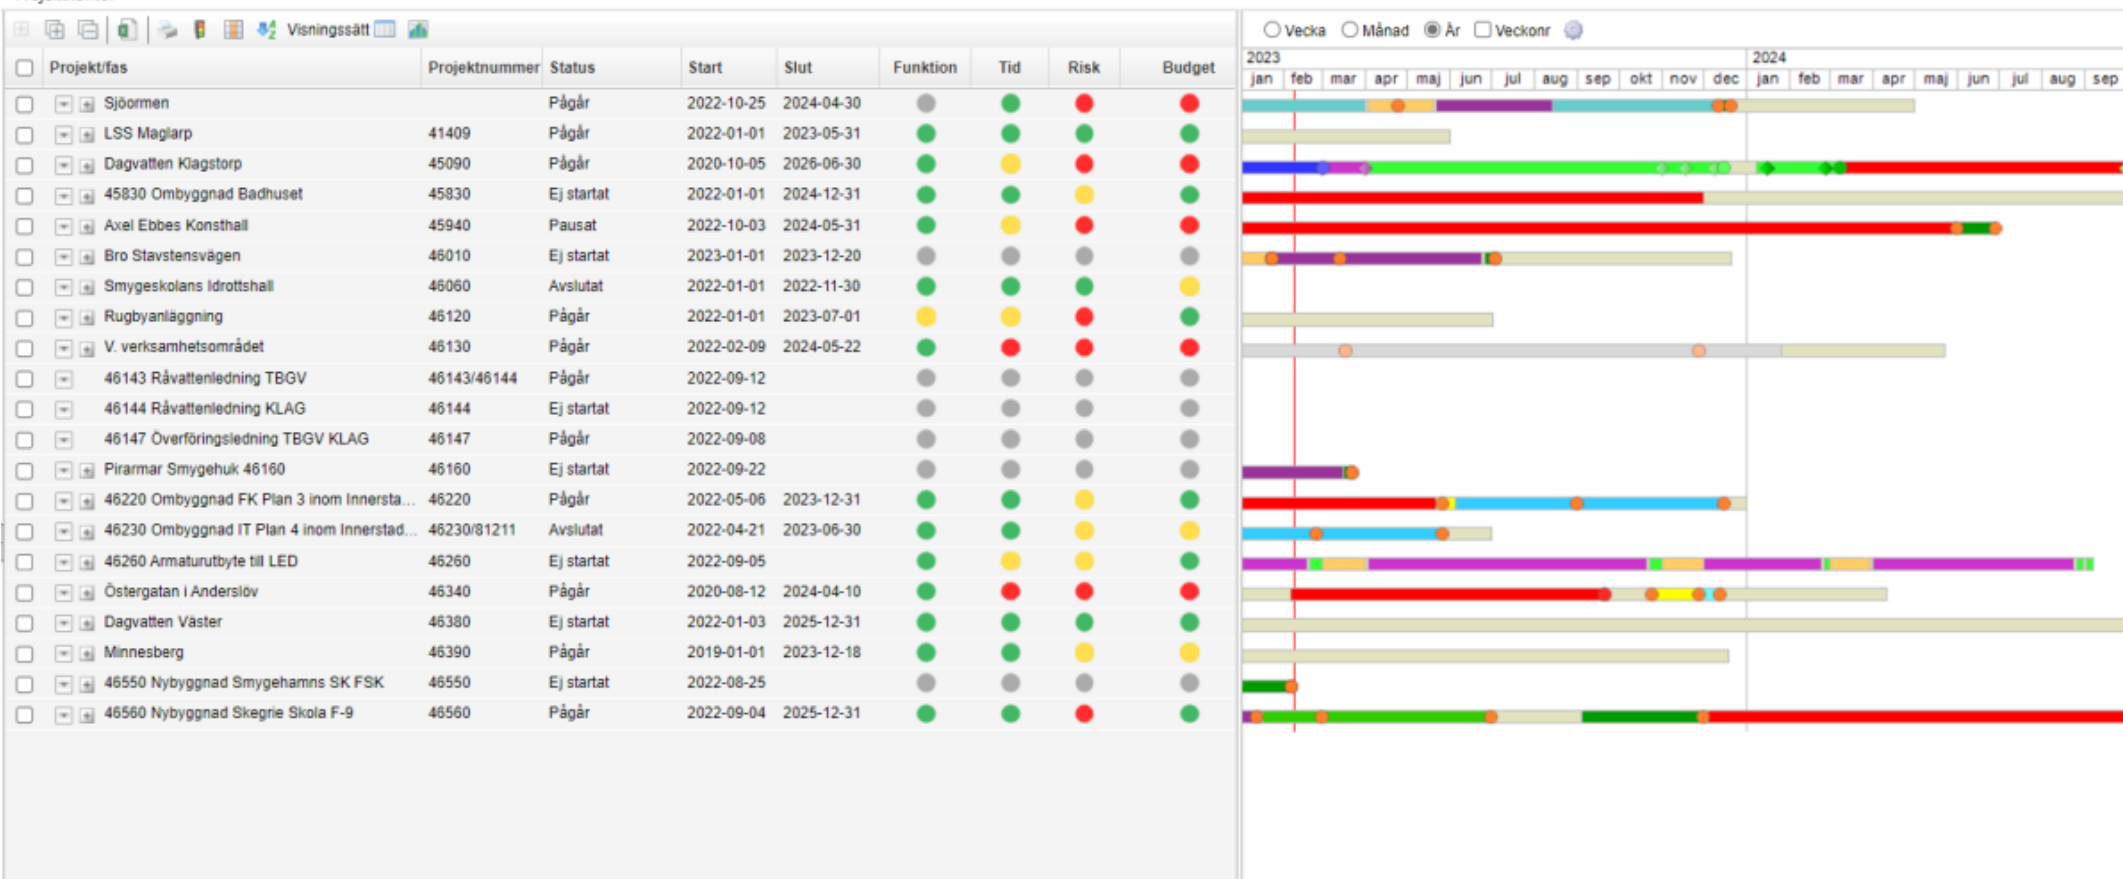 Visningssätt
Vecka Månad År Veckonr
2023 2024
jan feb mar apr maj jun jul aug sep okt nov dec jan feb mar apr maj jun jul aug sep
Projekt/fas Projektnummer Status Start Slut Funktion Tid Risk Budget
Sjöormen Pågår 2022-10-25 2024-04-30
LSS Maglarp 41409 Pågår 2022-01-01 2023-05-31
Dagvatten Klagstorp 45090 Pågår 2020-10-05 2026-06-30
45830 Ombyggnad Badhuset 45830 Ej startat 2022-01-01 2024-12-31
Axel Ebbes Konsthall 45940 Pausat 2022-10-03 2024-05-31
Bro Stavstensvägen 46010 Ej startat 2023-01-01 2023-12-20
Smygeskolans Idrottshall 46060 Avslutat 2022-01-01 2022-11-30
Rugbyanläggning 46120 Pågår 2022-01-01 2023-07-01
V. verksamhetsområdet 46130 Pågår 2022-02-09 2024-05-22
46143 Råvattenledning TBGV 46143/46144 Pågår 2022-09-12
46144 Råvattenledning KLAG 46144 Ej startat 2022-09-12
46147 Överföringsledning TBGV KLAG 46147 Pågår 2022-09-08
Pirarmar Smygehuk 46160 46160 Ej startat 2022-09-22
46220 Ombyggnad FK Plan 3 inom Innersta... 46220 Pågår 2022-05-06 2023-12-31
46230 Ombyggnad IT Plan 4 inom Innerstad... 46230/81211 Avslutat 2022-04-21 2023-06-30
46260 Armaturutbyte till LED 46260 Ej startat 2022-09-05
Östergatan i Anderslöv 46340 Pågår 2020-08-12 2024-04-10
Dagvatten Väster 46380 Ej startat 2022-01-03 2025-12-31
Minnesberg 46390 Pågår 2019-01-01 2023-12-18
46550 Nybyggnad Smygehamns SK FSK 46550 Ej startat 2022-08-25
46560 Nybyggnad Skegrie Skola F-9 46560 Pågår 2022-09-04 2025-12-31